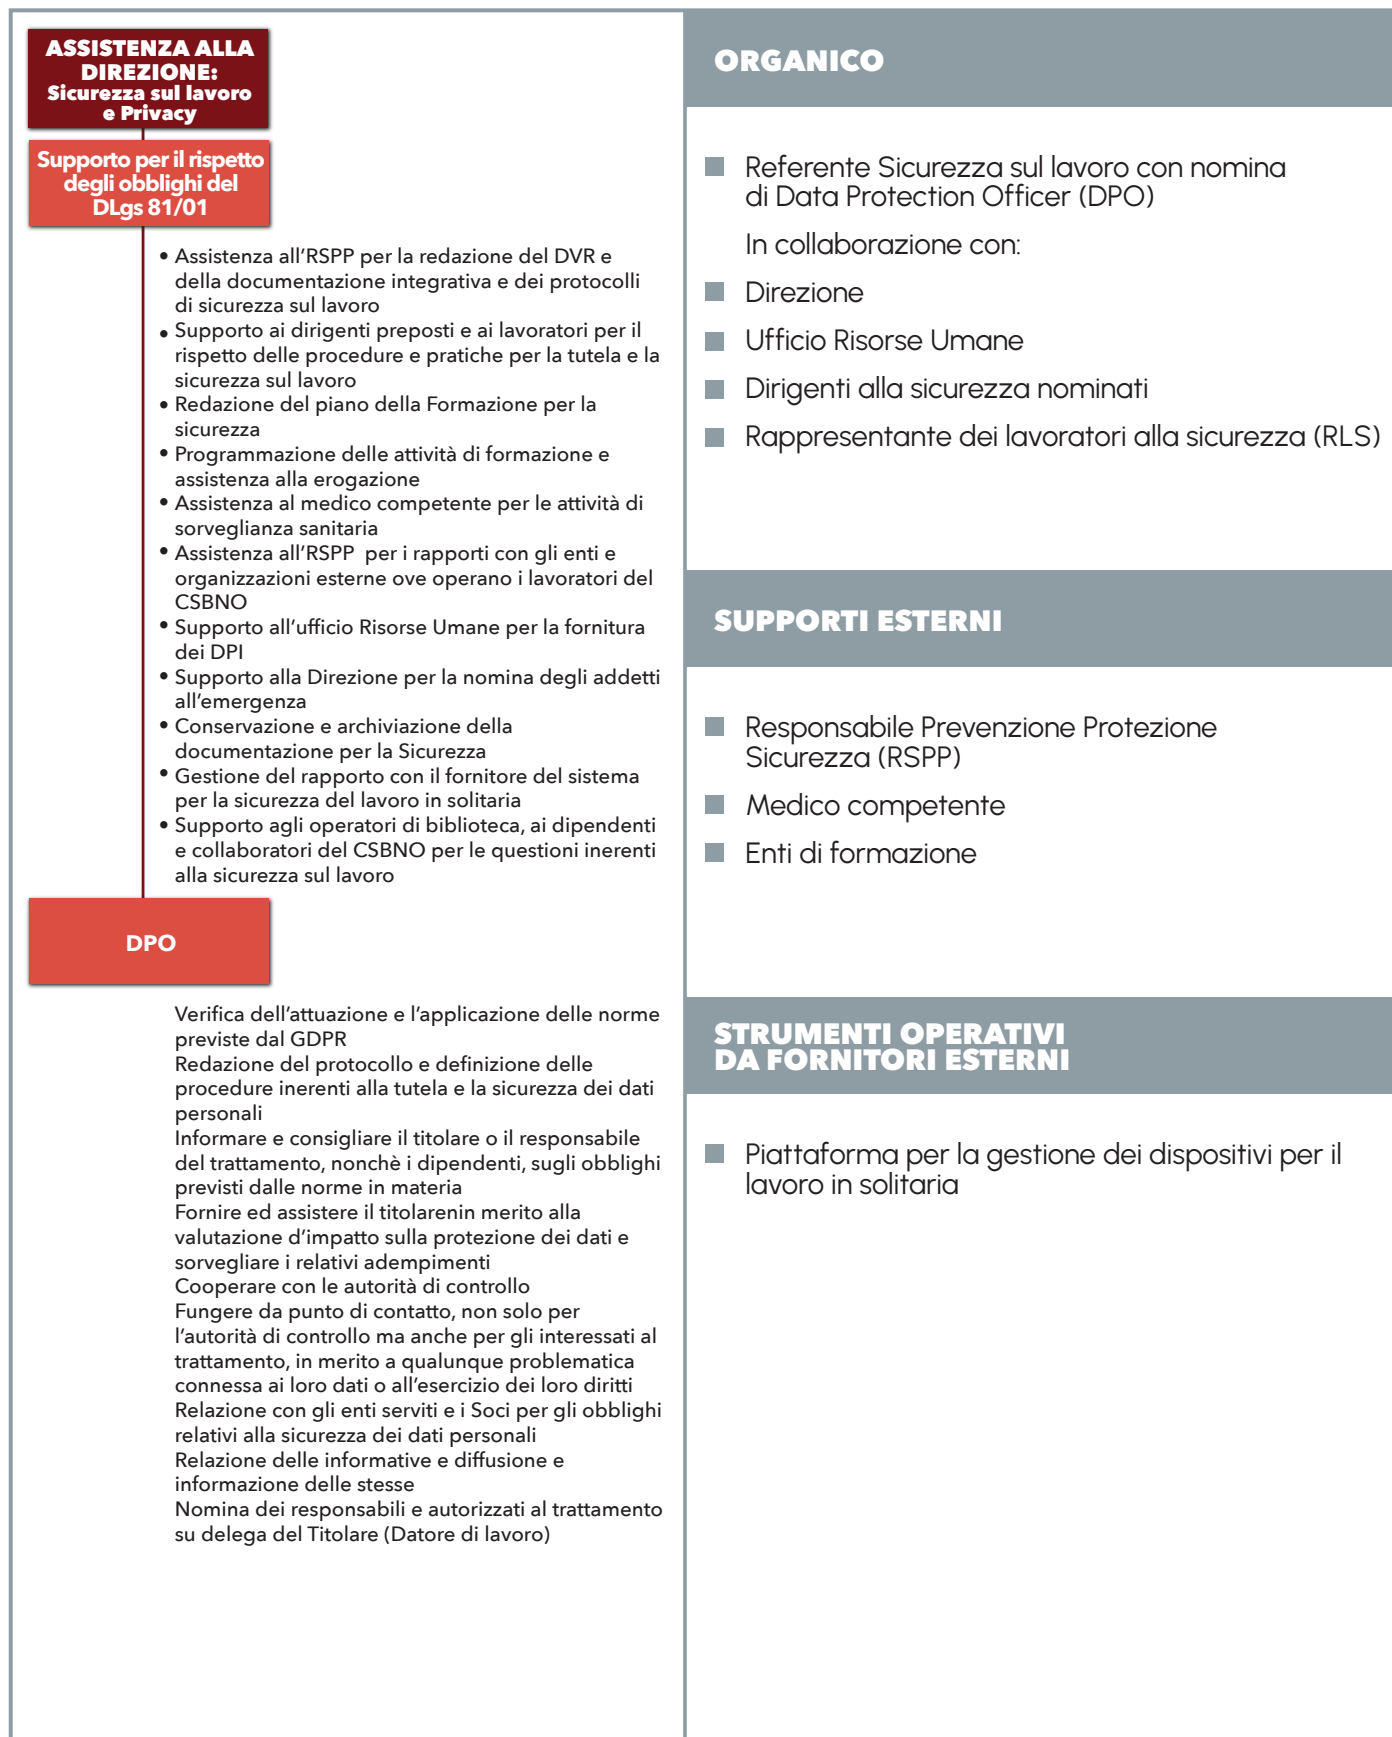 ASSISTENZA ALLA
DIREZIONE:
Sicurezza sul lavoro
e Privacy
Supporto per il rispetto
degli obblighi del
DLgs 81/01
• Assistenza all'RSPP per la redazione del DVR e
della documentazione integrativa e dei protocolli
di sicurezza sul lavoro
• Supporto ai dirigenti preposti e ai lavoratori per il
rispetto delle procedure e pratiche per la tutela e la
sicurezza sul lavoro
• Redazione del piano della Formazione per la
sicurezza
• Programmazione delle attività di formazione e
assistenza alla erogazione
• Assistenza al medico competente per le attività di
sorveglianza sanitaria
• Assistenza all'RSPP per i rapporti con gli enti e
organizzazioni esterne ove operano i lavoratori del
CSBNO
• Supporto all'ufficio Risorse Umane per la fornitura
dei DPI
• Supporto alla Direzione per la nomina degli addetti
all'emergenza
• Conservazione e archiviazione della
documentazione per la Sicurezza
• Gestione del rapporto con il fornitore del sistema
per la sicurezza del lavoro in solitaria
• Supporto agli operatori di biblioteca, ai dipendenti
e collaboratori del CSBNO per le questioni inerenti
alla sicurezza sul lavoro
DPO
Verifica dell'attuazione e l'applicazione delle norme
previste dal GDPR
Redazione del protocollo e definizione delle
procedure inerenti alla tutela e la sicurezza dei dati
personali
Informare e consigliare il titolare o il responsabile
del trattamento, nonchè i dipendenti, sugli obblighi
previsti dalle norme in materia
Fornire ed assistere il titolarenin merito alla
valutazione d'impatto sulla protezione dei dati e
sorvegliare i relativi adempimenti
Cooperare con le autorità di controllo
Fungere da punto di contatto, non solo per
l'autorità di controllo ma anche per gli interessati al
trattamento, in merito a qualunque problematica
connessa ai loro dati o all'esercizio dei loro diritti
Relazione con gli enti serviti e i Soci per gli obblighi
relativi alla sicurezza dei dati personali
Relazione delle informative e diffusione e
informazione delle stesse
Nomina dei responsabili e autorizzati al trattamento
su delega del Titolare (Datore di lavoro)
ORGANICO
Referente Sicurezza sul lavoro con nomina
di Data Protection Officer (DPO)
In collaborazione con:
Direzione
Ufficio Risorse Umane
Dirigenti alla sicurezza nominati
Rappresentante dei lavoratori alla sicurezza (RLS)
SUPPORTI ESTERNI
Responsabile Prevenzione Protezione
Sicurezza (RSPP)
Medico competente
Enti di formazione
STRUMENTI OPERATIVI
DA FORNITORI ESTERNI
Piattaforma per la gestione dei dispositivi per il
lavoro in solitaria